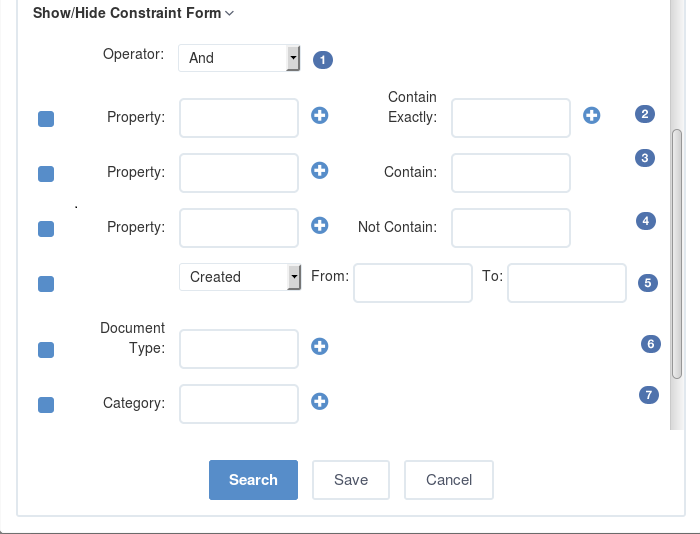 Show/Hide Constraint Form
Operator: And 1
Contain
Property: Exactly: 2
Property: Contain: 3
Property: Not Contain: 4
Created From: To: 5
Document
Type: 6
Category: 7
Search Save Cancel